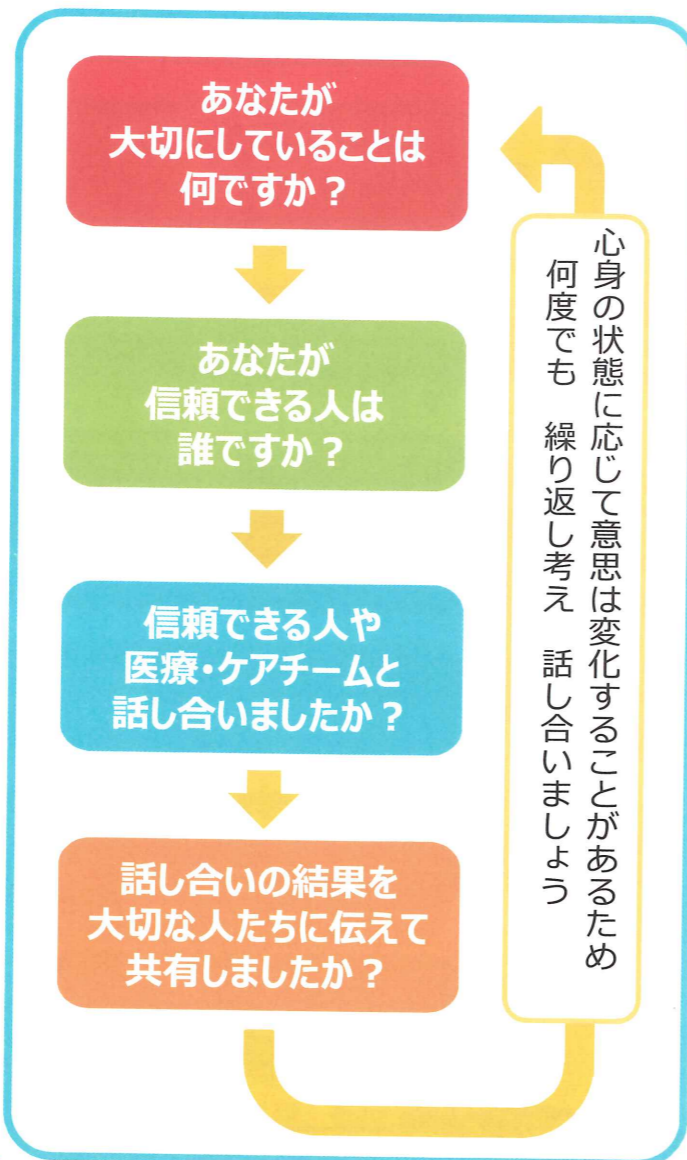 あなたが
大切にしていることは
何ですか？
あなたが
信頼できる人は
誰ですか？
信頼できる人や
医療・ケアチームと
話し合いましたか？
話し合いの結果を
大切な人たちに伝えて
共有しましたか？
心身の状態に応じて意思は変化することがあるため
何度でも　繰り返し考え　話し合いましょう